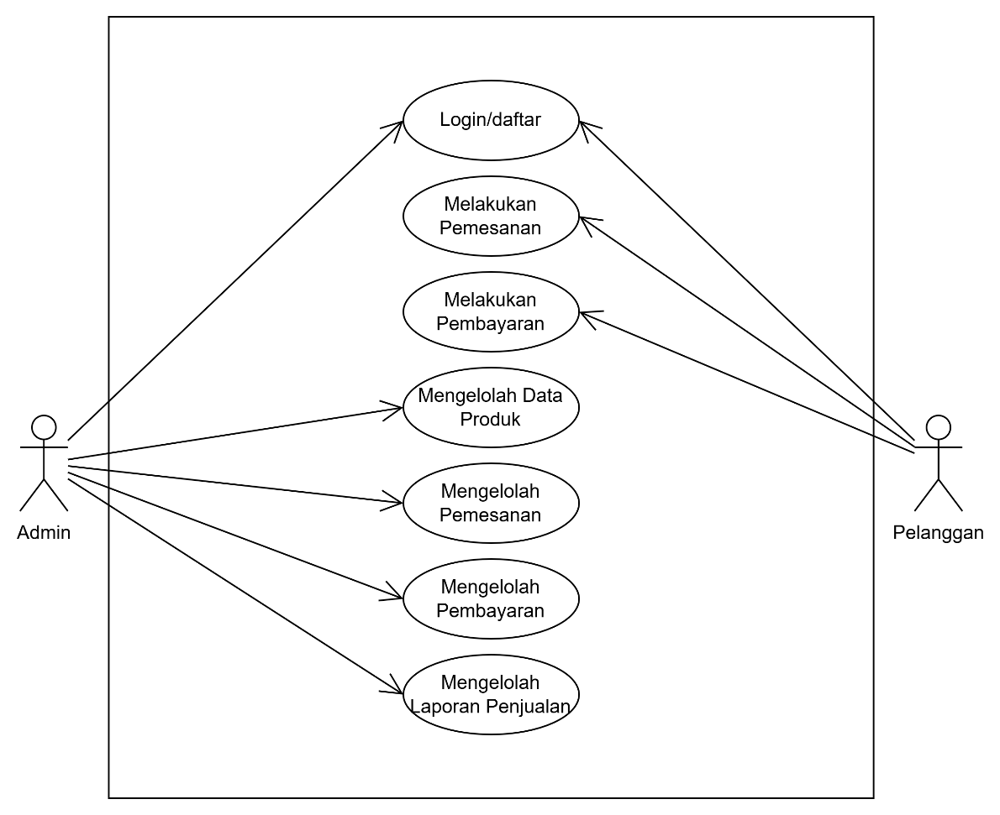 Login/daftar
Melakukan
Pemesanan
Melakukan
Pembayaran
Mengelolah Data
Produk
Mengelolah
Pemesanan
Mengelolah
Pembayaran
Mengelolah
Laporan Penjualan
Admin
Pelanggan